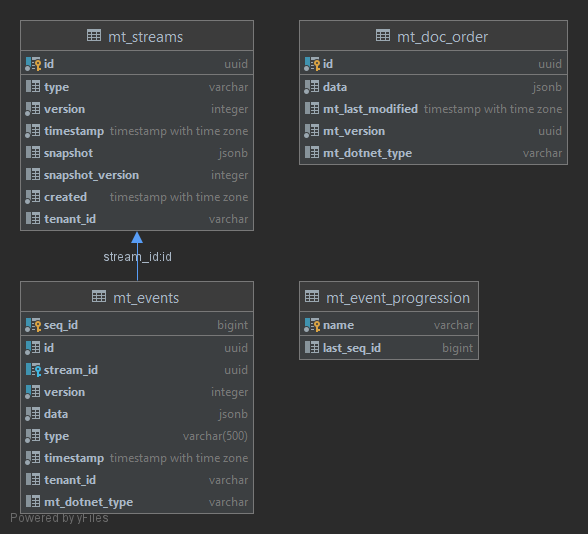 mt_streams
id uuid
type varchar
version integer
timestamp timestamp with time zone
snapshot jsonb
snapshot_version integer
created timestamp with time zone
tenant_id varchar
mt_doc_order
id uuid
data jsonb
mt_last_modified timestamp with time zone
mt_version uuid
mt_dotnet_type varchar
stream_id:id
mt_events
seq_id bigint
id uuid
stream_id uuid
version integer
data jsonb
type varchar(500)
timestamp timestamp with time zone
tenant_id varchar
mt_dotnet_type varchar
mt_event_progression
name varchar
last_seq_id bigint
Powered by yFiles